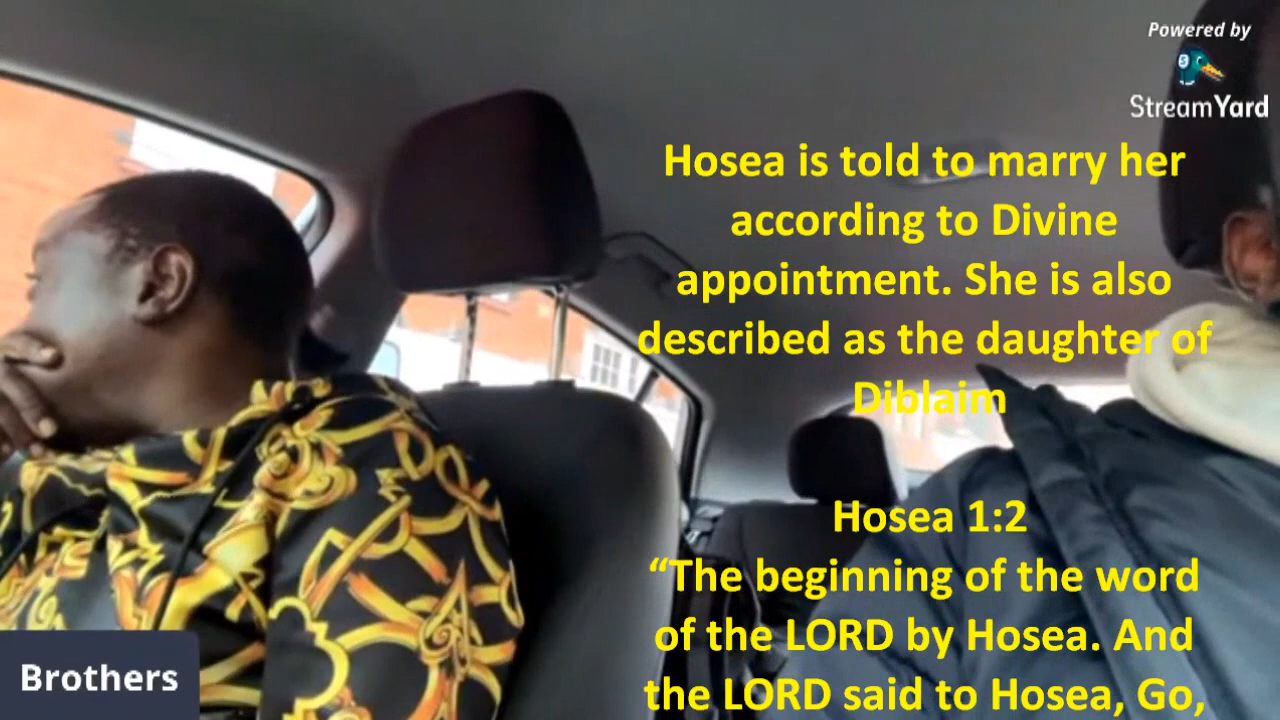 Powered by
StreamYard
Hosea is told to marry her
according to Divine
appointment. She is also
described as the daughter of
Diblaim
Hosea 1:2
“The beginning of the word
of the LORD by Hosea. And
the LORD said to Hosea, Go,
Brothers